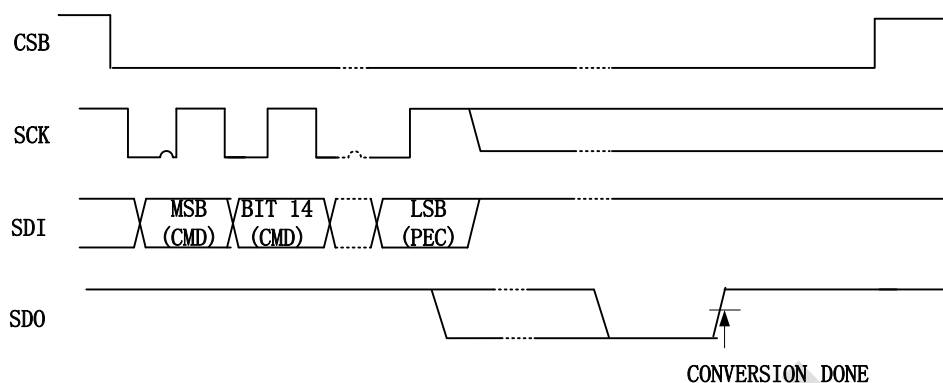 CSB
SCK
SDI
MSB
(CMD)
BIT 14
(CMD)
LSB
(PEC)
SDO
CONVERSION DONE